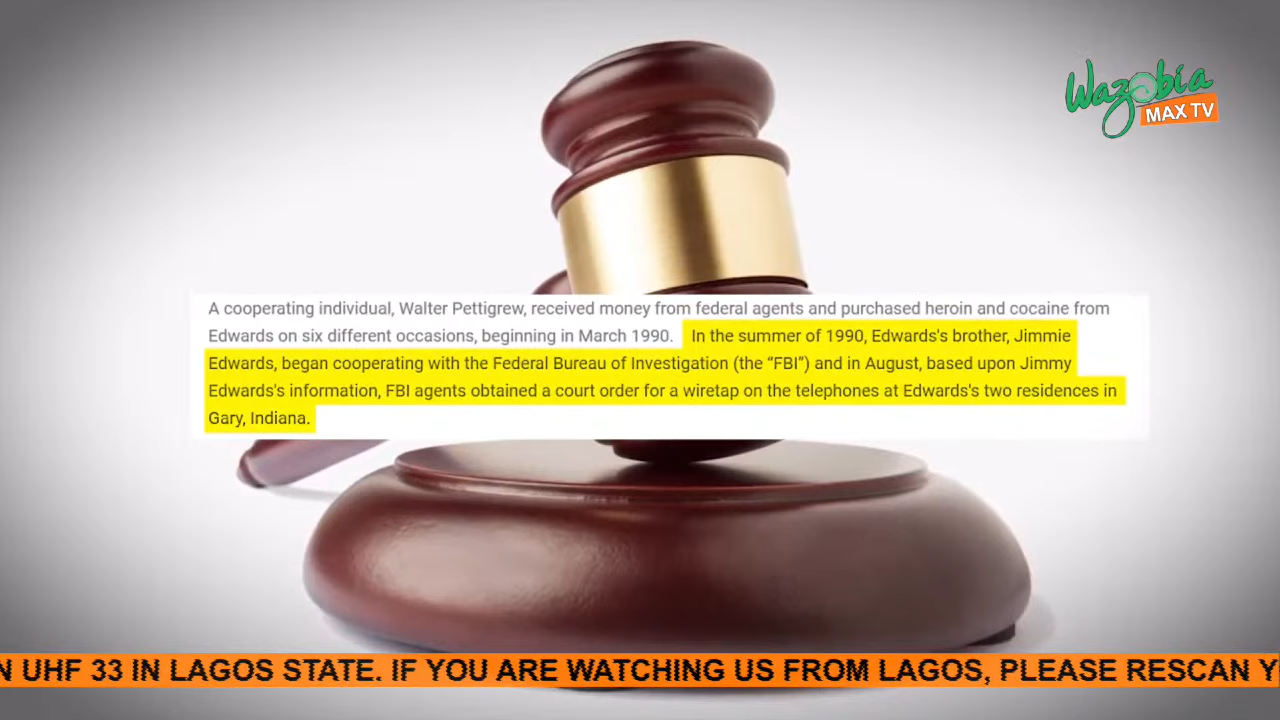 Wazobia
MAX TV
A cooperating individual, Walter Pettigrew, received money from federal agents and purchased heroin and cocaine from
Edwards on six different occasions, beginning in March 1990. In the summer of 1990, Edwards's brother, Jimmie
Edwards, began cooperating with the Federal Bureau of Investigation (the “FBI”) and in August, based upon Jimmy
Edwards's information, FBI agents obtained a court order for a wiretap on the telephones at Edwards's two residences in
Gary, Indiana.
N UHF 33 IN LAGOS STATE. IF YOU ARE WATCHING US FROM LAGOS, PLEASE RESCAN